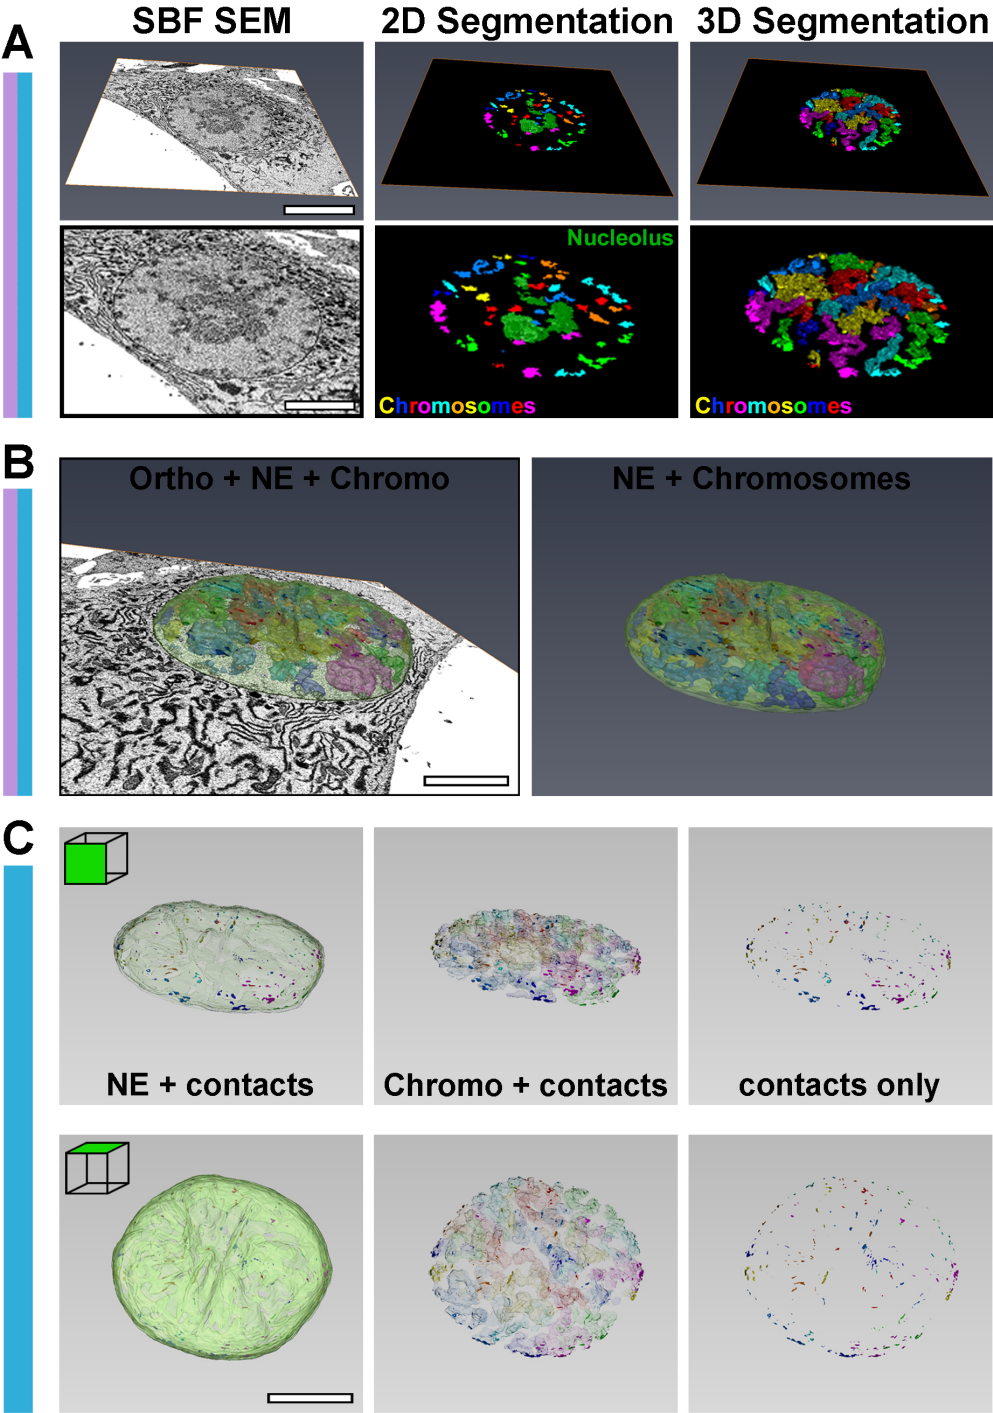 SBF SEM
2D Segmentation
3D Segmentation
A
Nucleolus
Chromosomes
Chromosomes
B
Ortho + NE + Chromo
NE + Chromosomes
C
NE + contacts
Chromo + contacts
contacts only